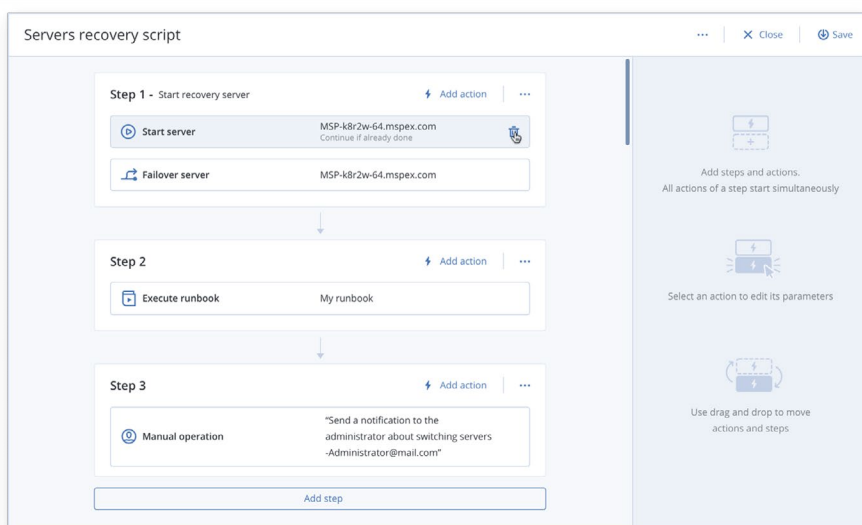 Servers recovery script
... Close Save
Step 1 - Start recovery server Add action ...
Start server MSP-k8r2w-64.mspex.com
Continue if already done
Failover server MSP-k8r2w-64.mspex.com
Step 2 Add action ...
Execute runbook My runbook
Step 3 Add action ...
Manual operation "Send a notification to the
administrator about switching servers
-Administrator@mail.com"
Add step
Add steps and actions.
All actions of a step start simultaneously
Select an action to edit its parameters
Use drag and drop to move
actions and steps